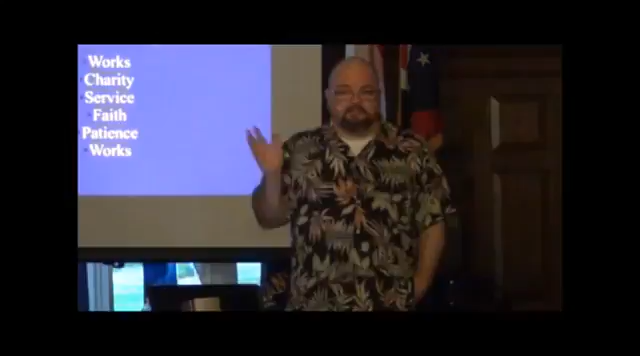 Works
Charity
Service
Faith
Patience
Works